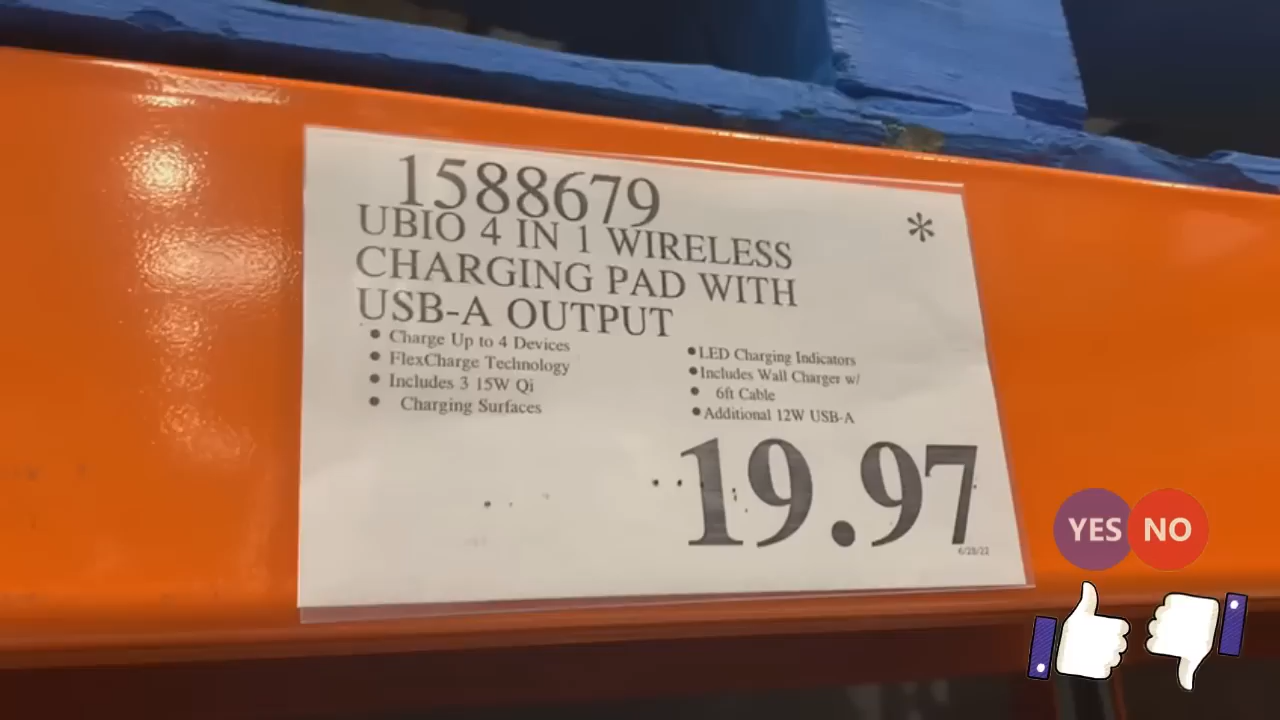 1588679
*
UBIO 4 IN 1 WIRELESS
CHARGING PAD WITH
USB-A OUTPUT
• Charge Up to 4 Devices
• FlexCharge Technology
• Includes 3 15W Qi
• Charging Surfaces
• LED Charging Indicators
• Includes Wall Charger w/
• 6ft Cable
• Additional 12W USB-A
19.97
6/28/22
YES NO